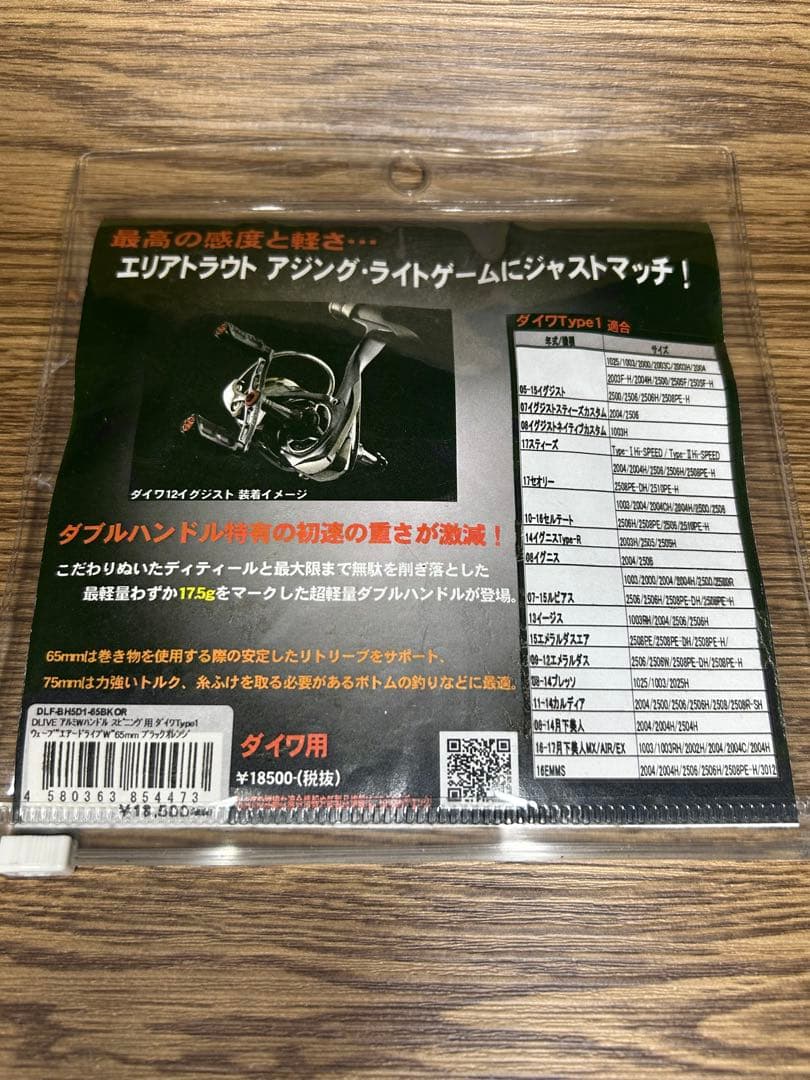 最高の感度と軽さ…
エリアトラウト アジング・ライトゲームにジャストマッチ！
ダイワ12イグジスト 装着イメージ
ダブルハンドル特有の初速の重さが激減！
こだわりぬいたディティールと最大限まで無駄を削ぎ落とした
最軽量わずか17.5gをマークした超軽量ダブルハンドルが登場。
65mmは巻き物を使用する際の安定したリトリーブをサポート、
75mmは力強いトルク、糸ふけを取る必要があるボトムの釣りなどに最適。
DLF-BH5D1-65BKOR
DLIVE アルミWハンドル スピニング用 ダイワType1
ウェーブ"エアードライブW"65mm ブラックオレンジ
4 580363 854473
￥18,500
ダイワ用
￥18500-(税抜)
ダイワType1 適合
年式/機種 サイズ
1025/1003/2000/2003C/2003H/2004
05-15イグジスト 2003F-H/2004H/2500/2505F/2505F-H
2500/2506/2506H/2508PE-H
07イグジストスティーズカスタム 2004/2506
08イグジストネイティブカスタム 1003H
17スティーズ Type-ⅠHi-SPEED/Type-ⅡHi-SPEED
17セオリー 2004/2004H/2506/2506H/2508PE-H
2508PE-DH/2510PE-H
10-16セルテート 1003/2004/2004CH/2004H/2500/2506
2506H/2508PE/2506/2510PE-H
14イグニスType-R 2003H/2505/2505H
06イグニス 2004/2506
07-15ルビアス 1003/2000/2004/2004H/2500/2500R
2506/2506H/2508PE-DH/2508PE-H
13イージス 1003RH/2004/2506/2506H
15エメラルダスエア 2508PE/2508PE-DH/2508PE-H/
09-12エメラルダス 2506/2506N/2508PE-DH/2508PE-H
08-14プレッソ 1025/1003/2025H
11-14カルディア 2004/2500/2506/2508/2508R-SH
06-14月下美人 2004/2004H/2504H
16-17月下美人MX/AIR/EX 1003/1003RH/2002H/2004/2004C/2004H
16EMMS 2004/2004H/2506/2506H/2508PE-H/3012